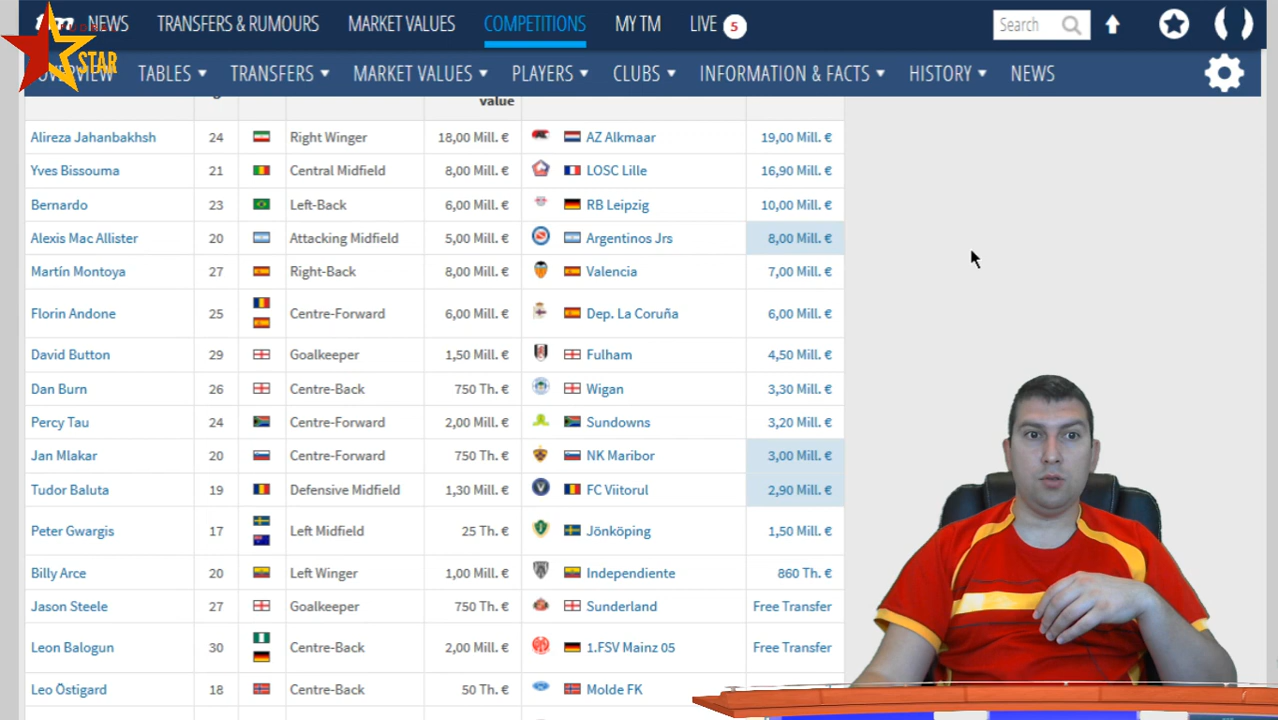 NEWS TRANSFERS & RUMOURS MARKET VALUES COMPETITIONS MY TM LIVE 5 Search
STAR
OVERVIEW TABLES TRANSFERS MARKET VALUES PLAYERS CLUBS INFORMATION & FACTS HISTORY NEWS
value
Alireza Jahanbakhsh 24 Right Winger 18,00 Mill. € AZ Alkmaar 19,00 Mill. €
Yves Bissouma 21 Central Midfield 8,00 Mill. € LOSC Lille 16,90 Mill. €
Bernardo 23 Left-Back 6,00 Mill. € RB Leipzig 10,00 Mill. €
Alexis Mac Allister 20 Attacking Midfield 5,00 Mill. € Argentinos Jrs 8,00 Mill. €
Martín Montoya 27 Right-Back 8,00 Mill. € Valencia 7,00 Mill. €
Florin Andone 25 Centre-Forward 6,00 Mill. € Dep. La Coruña 6,00 Mill. €
David Button 29 Goalkeeper 1,50 Mill. € Fulham 4,50 Mill. €
Dan Burn 26 Centre-Back 750 Th. € Wigan 3,30 Mill. €
Percy Tau 24 Centre-Forward 2,00 Mill. € Sundowns 3,20 Mill. €
Jan Mlakar 20 Centre-Forward 750 Th. € NK Maribor 3,00 Mill. €
Tudor Baluta 19 Defensive Midfield 1,30 Mill. € FC Viitorul 2,90 Mill. €
Peter Gwargis 17 Left Midfield 25 Th. € Jönköping 1,50 Mill. €
Billy Arce 20 Left Winger 1,00 Mill. € Independiente 860 Th. €
Jason Steele 27 Goalkeeper 750 Th. € Sunderland Free Transfer
Leon Balogun 30 Centre-Back 2,00 Mill. € 1.FSV Mainz 05 Free Transfer
Leo Östigard 18 Centre-Back 50 Th. € Molde FK